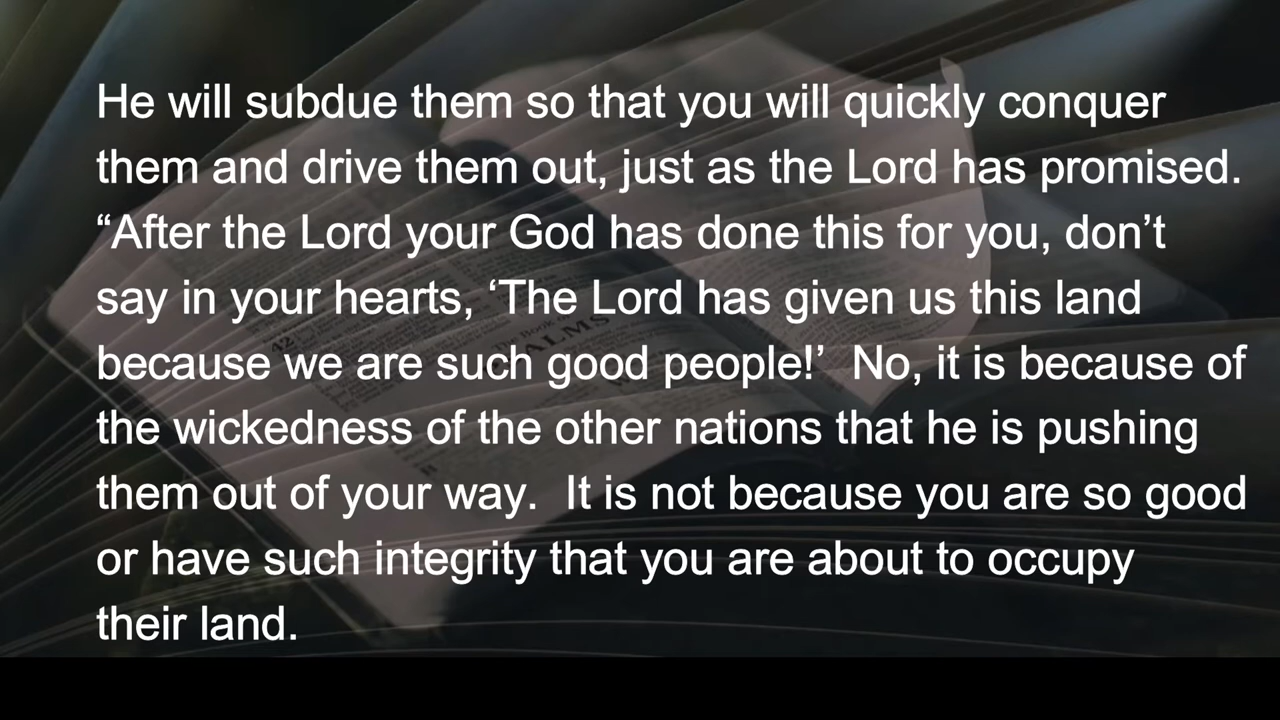 He will subdue them so that you will quickly conquer
them and drive them out, just as the Lord has promised.
“After the Lord your God has done this for you, don’t
say in your hearts, ‘The Lord has given us this land
because we are such good people!’  No, it is because of
the wickedness of the other nations that he is pushing
them out of your way.  It is not because you are so good
or have such integrity that you are about to occupy
their land.